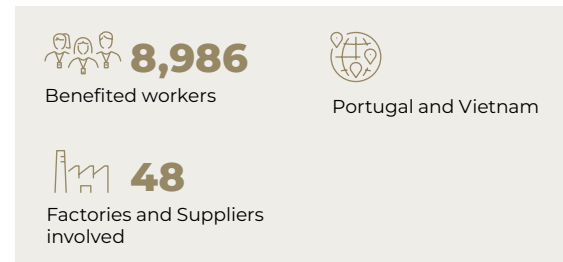 8,986
Benefited workers
Portugal and Vietnam
48
Factories and Suppliers
involved